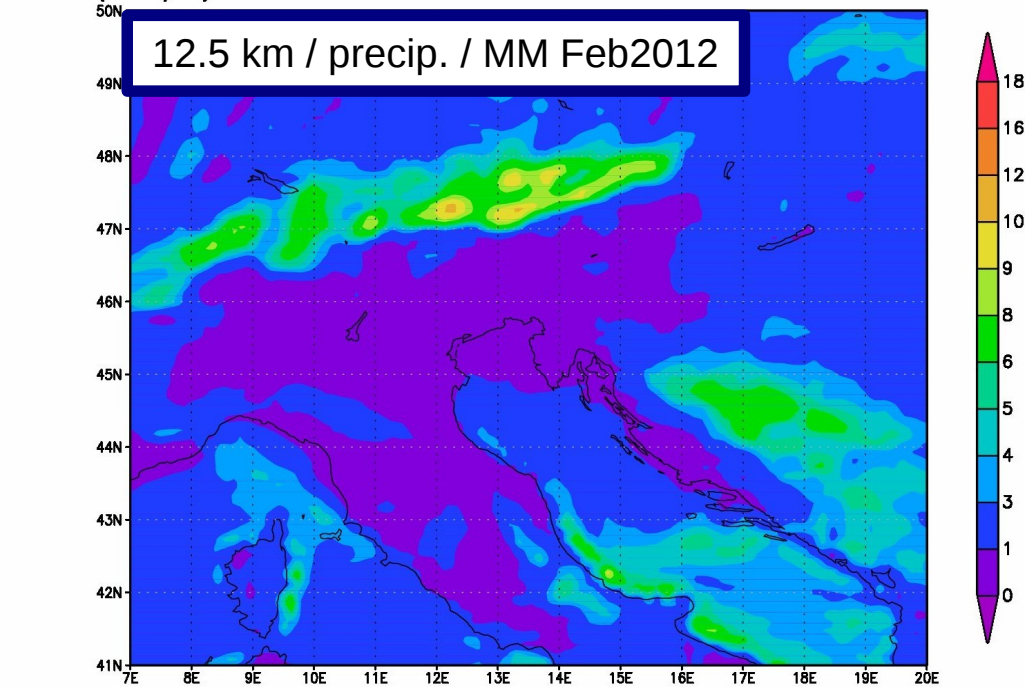 12.5 km / precip. / MM Feb2012
50N
49N
48N
47N
46N
45N
44N
43N
42N
41N
7E 8E 9E 10E 11E 12E 13E 14E 15E 16E 17E 18E 19E 20E
18
16
12
10
9
8
6
5
4
3
1
0